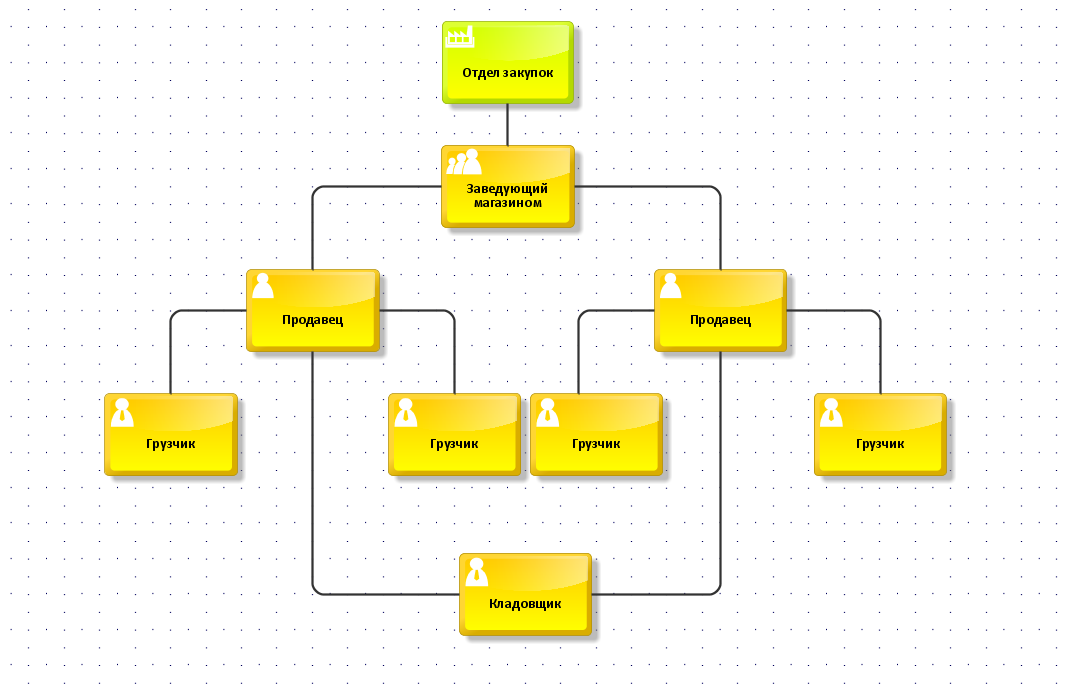 Отдел закупок
Заведующий
магазином
Продавец
Продавец
Грузчик
Грузчик
Грузчик
Грузчик
Кладовщик